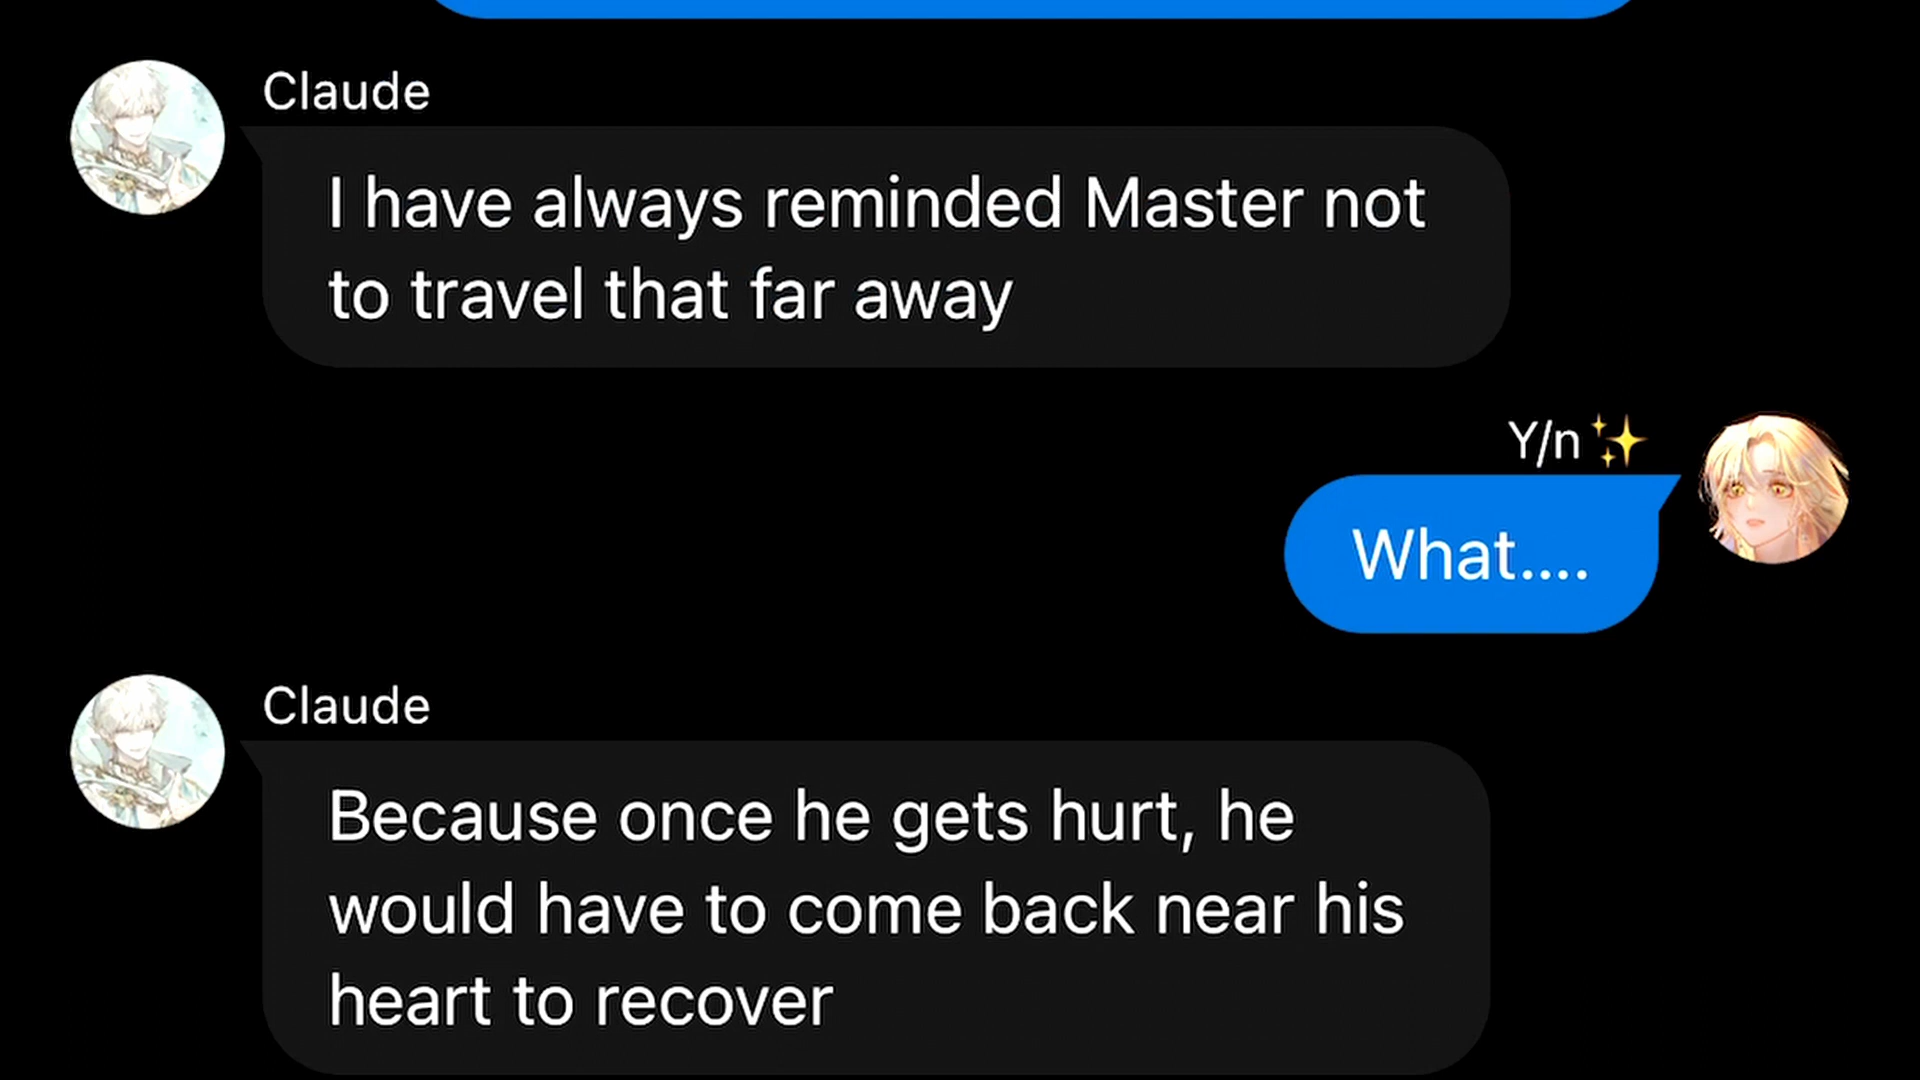 Claude
I have always reminded Master not
to travel that far away
Y/n✨
What....
Claude
Because once he gets hurt, he
would have to come back near his
heart to recover